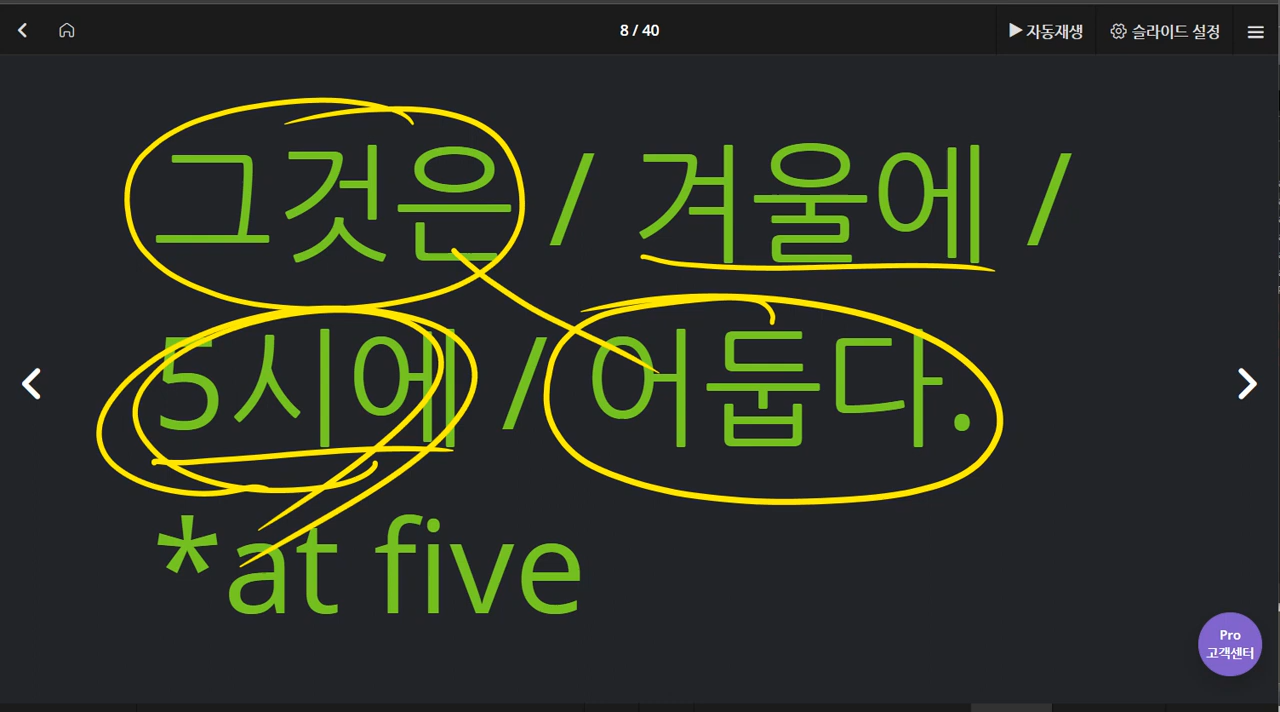 8 / 40
자동재생
슬라이드 설정
그것은 / 겨울에 /
5시에 / 어둡다.
*at five
Pro
고객센터